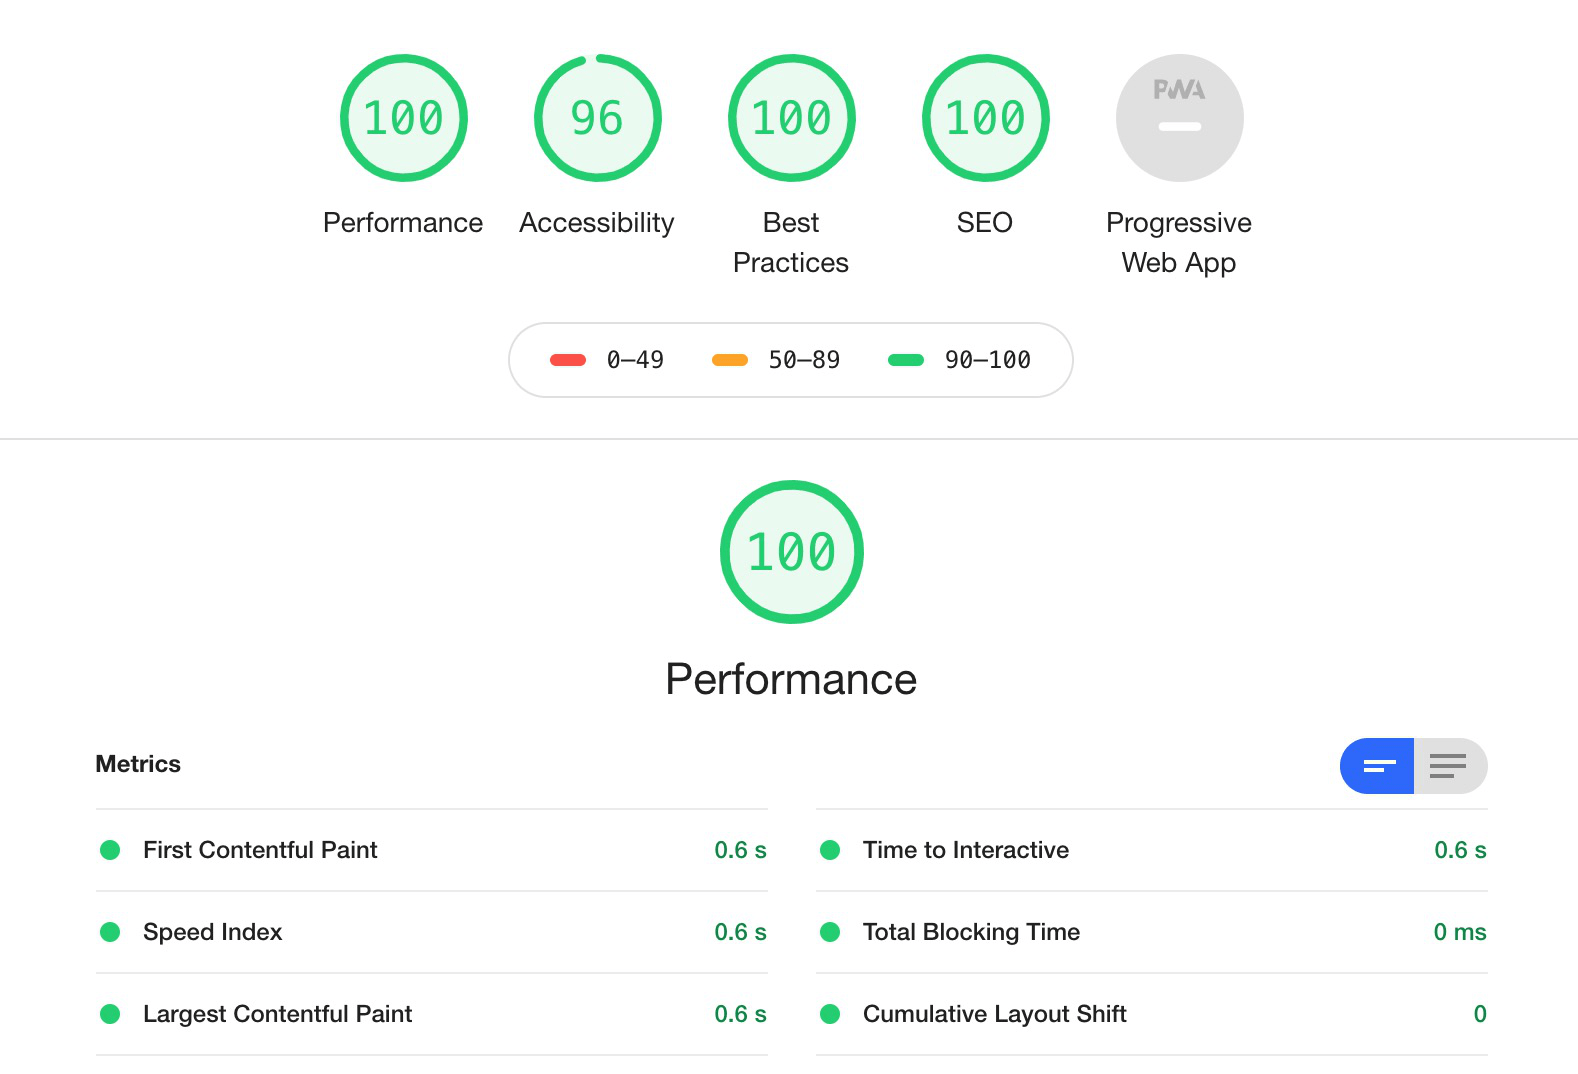 100
96
100
100
PWA
Performance
Accessibility
Best
Practices
SEO
Progressive
Web App
0–49
50–89
90–100
100
Performance
Metrics
First Contentful Paint 0.6 s
Time to Interactive 0.6 s
Speed Index 0.6 s
Total Blocking Time 0 ms
Largest Contentful Paint 0.6 s
Cumulative Layout Shift 0